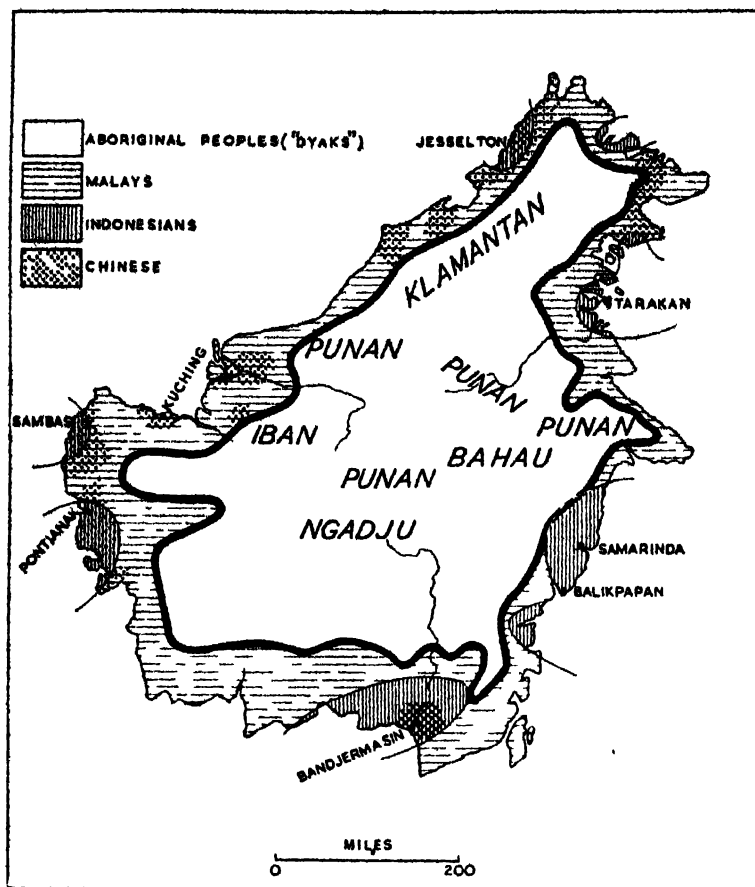 ABORIGINAL PEOPLES ("DYAKS")
MALAYS
INDONESIANS
CHINESE
JESSELTON
KLAMANTAN
TARAKAN
PUNAN
PUNAN
KUCHING
SAMBAS
IBAN
PUNAN
BAHAU
PUNAN
NGADJU
PONTJANAK
SAMARINDA
BALIKPAPAN
BANDJERMASIN
MILES
0 200